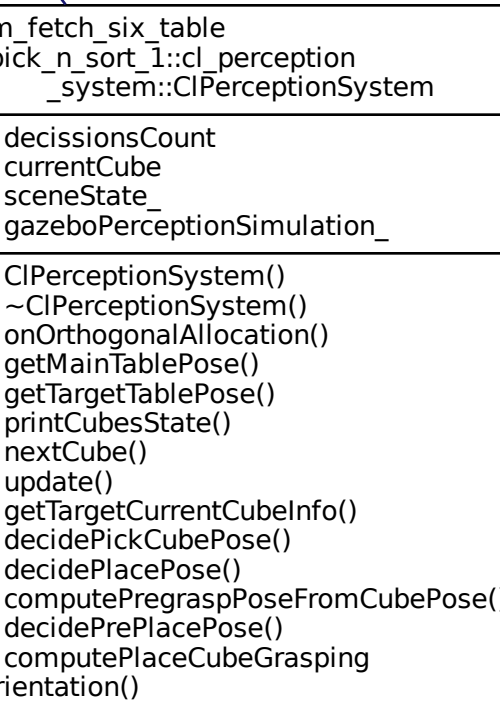 m_fetch_six_table
pick_n_sort_1::cl_perception
_system::ClPerceptionSystem
decissionsCount
currentCube
sceneState_
gazeboPerceptionSimulation_
ClPerceptionSystem()
~ClPerceptionSystem()
onOrthogonalAllocation()
getMainTablePose()
getTargetTablePose()
printCubesState()
nextCube()
update()
getTargetCurrentCubeInfo()
decidePickCubePose()
decidePlacePose()
computePregraspPoseFromCubePose()
decidePrePlacePose()
computePlaceCubeGrasping
rientation()